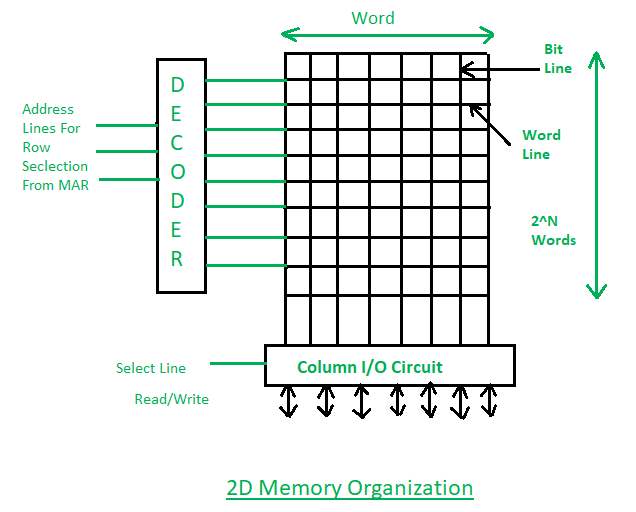 Word
Bit
Line
DECODER
Address
Lines For
Row
Seclection
From MAR
Word
Line
2^N
Words
Column I/O Circuit
Select Line
Read/Write
2D Memory Organization